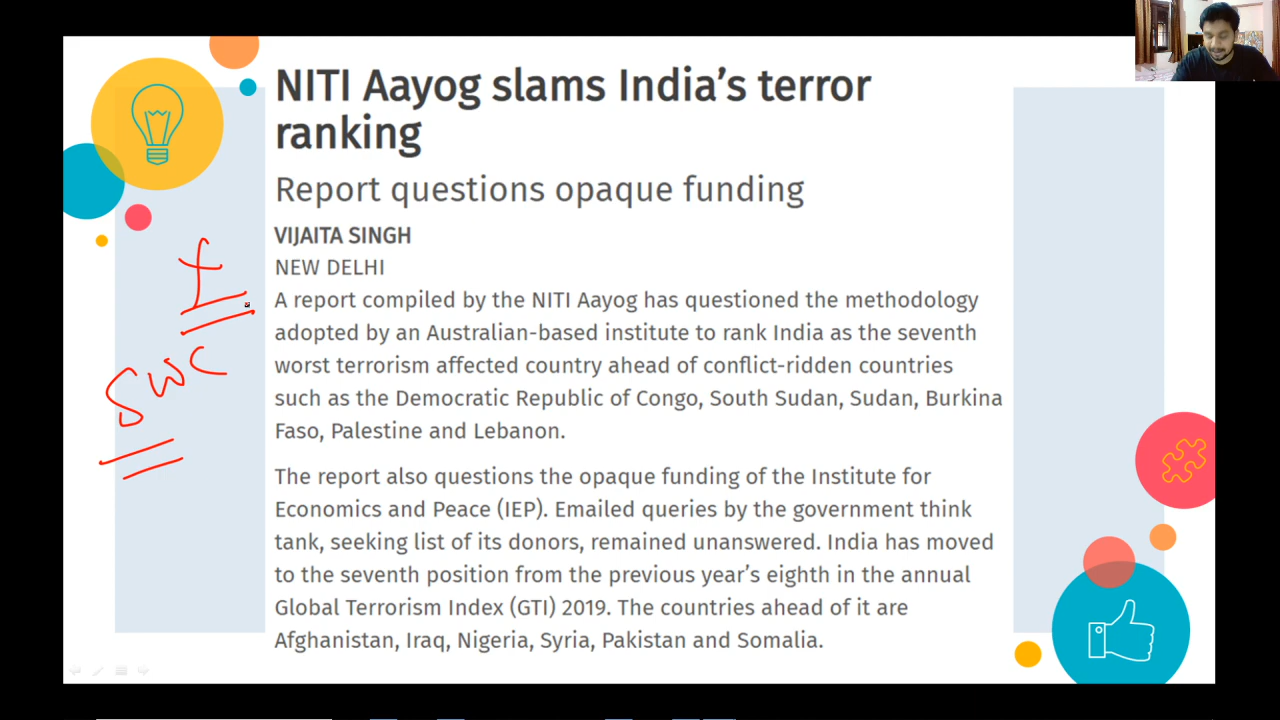 NITI Aayog slams India's terror
ranking
Report questions opaque funding
VIJAITA SINGH
NEW DELHI
A report compiled by the NITI Aayog has questioned the methodology
adopted by an Australian-based institute to rank India as the seventh
worst terrorism affected country ahead of conflict-ridden countries
such as the Democratic Republic of Congo, South Sudan, Sudan, Burkina
Faso, Palestine and Lebanon.
The report also questions the opaque funding of the Institute for
Economics and Peace (IEP). Emailed queries by the government think
tank, seeking list of its donors, remained unanswered. India has moved
to the seventh position from the previous year's eighth in the annual
Global Terrorism Index (GTI) 2019. The countries ahead of it are
Afghanistan, Iraq, Nigeria, Syria, Pakistan and Somalia.